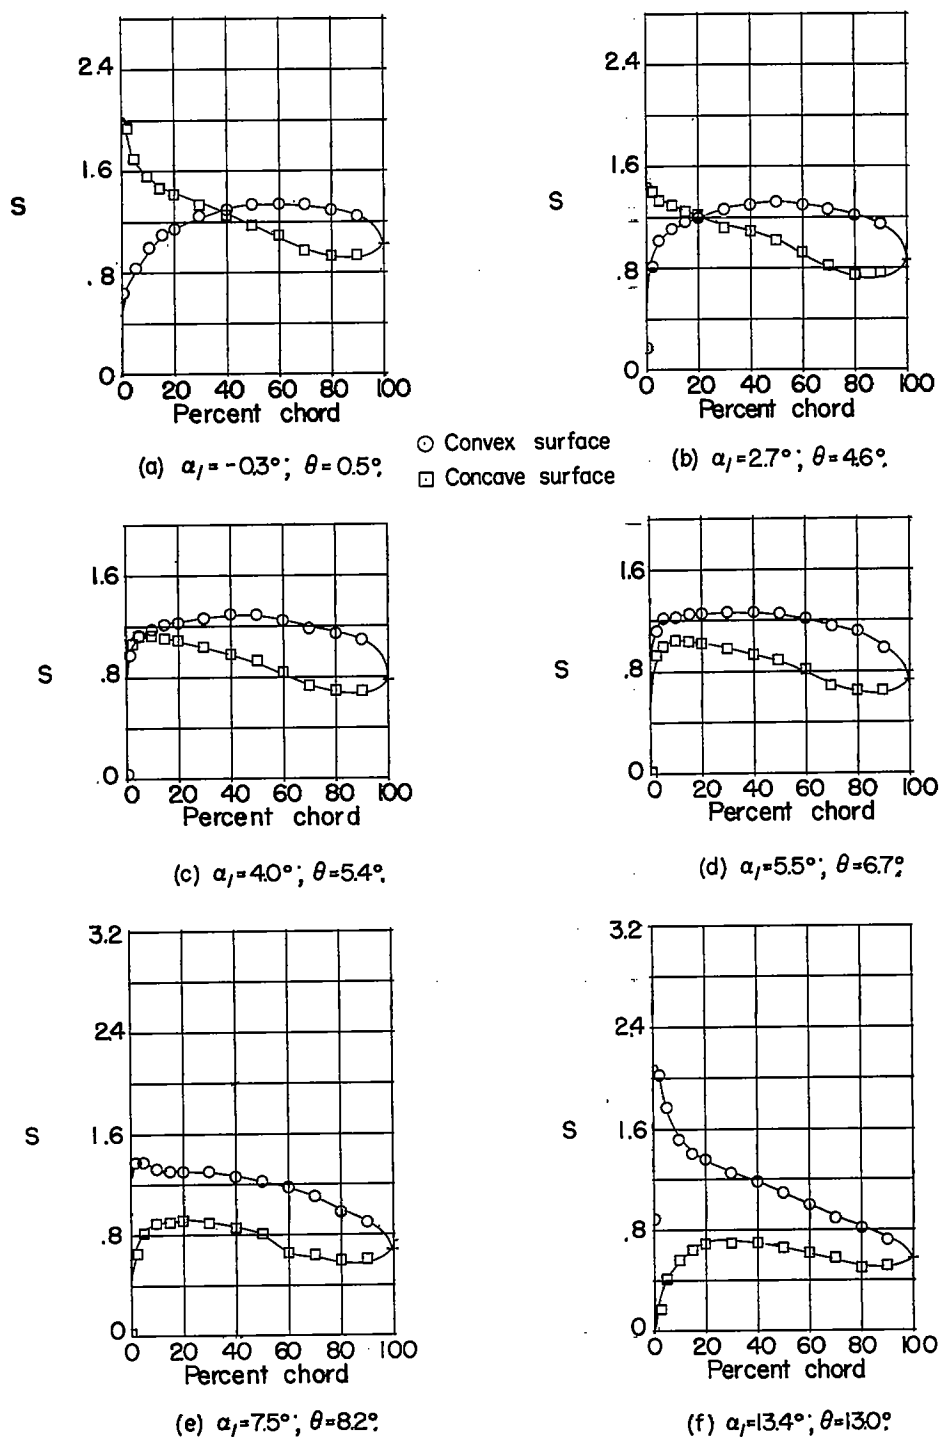 2.4
1.6
S
.8
0
0 20 40 60 80 100
Percent chord
(a) α₁=-0.3°; θ=0.5°.
2.4
1.6
S
.8
0
0 20 40 60 80 100
Percent chord
(b) α₁=2.7°; θ=4.6°.
Convex surface
Concave surface
1.6
S
.8
.0
0 20 40 60 80 100
Percent chord
(c) α₁=4.0°; θ=5.4°.
1.6
S
.8
0
0 20 40 60 80 100
Percent chord
(d) α₁=5.5°; θ=6.7°.
3.2
2.4
1.6
S
.8
0
0 20 40 60 80 100
Percent chord
(e) α₁=7.5°; θ=8.2°.
3.2
2.4
1.6
S
.8
0
0 20 40 60 80 100
Percent chord
(f) α₁=13.4°; θ=13.0°.